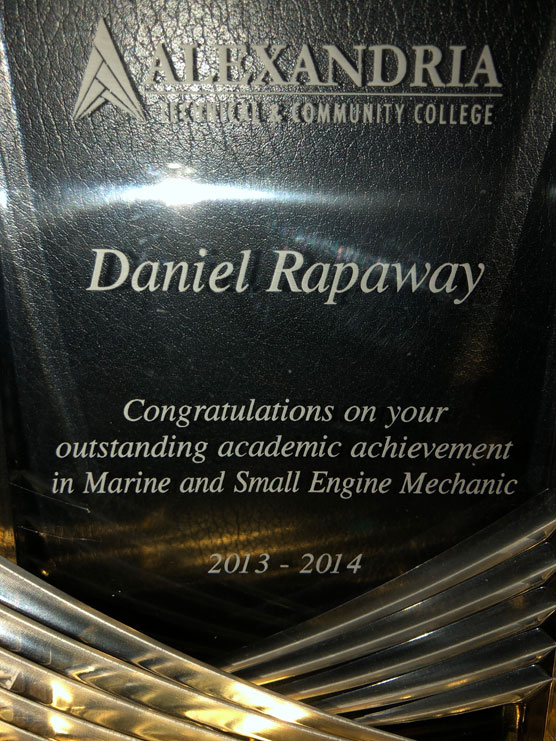 ALEXANDRIA
TECHNICAL & COMMUNITY COLLEGE
Daniel Rapaway
Congratulations on your
outstanding academic achievement
in Marine and Small Engine Mechanic
2013 - 2014